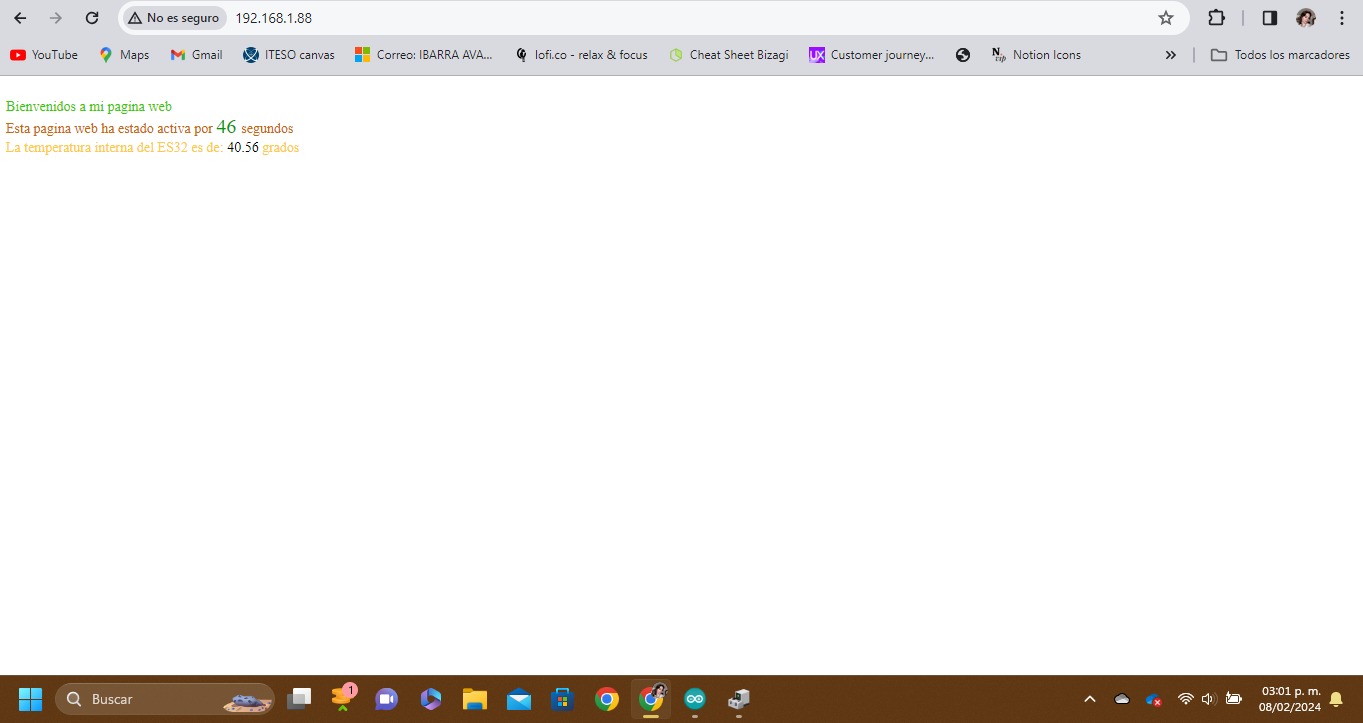 No es seguro 192.168.1.88
YouTube Maps Gmail ITESO canvas Correo: IBARRA AVA... lofi.co - relax & focus Cheat Sheet Bizagi UX Customer journey... N vip Notion Icons » Todos los marcadores
Bienvenidos a mi pagina web
Esta pagina web ha estado activa por 46 segundos
La temperatura interna del ES32 es de: 40.56 grados
Buscar 1 03:01 p. m.
08/02/2024